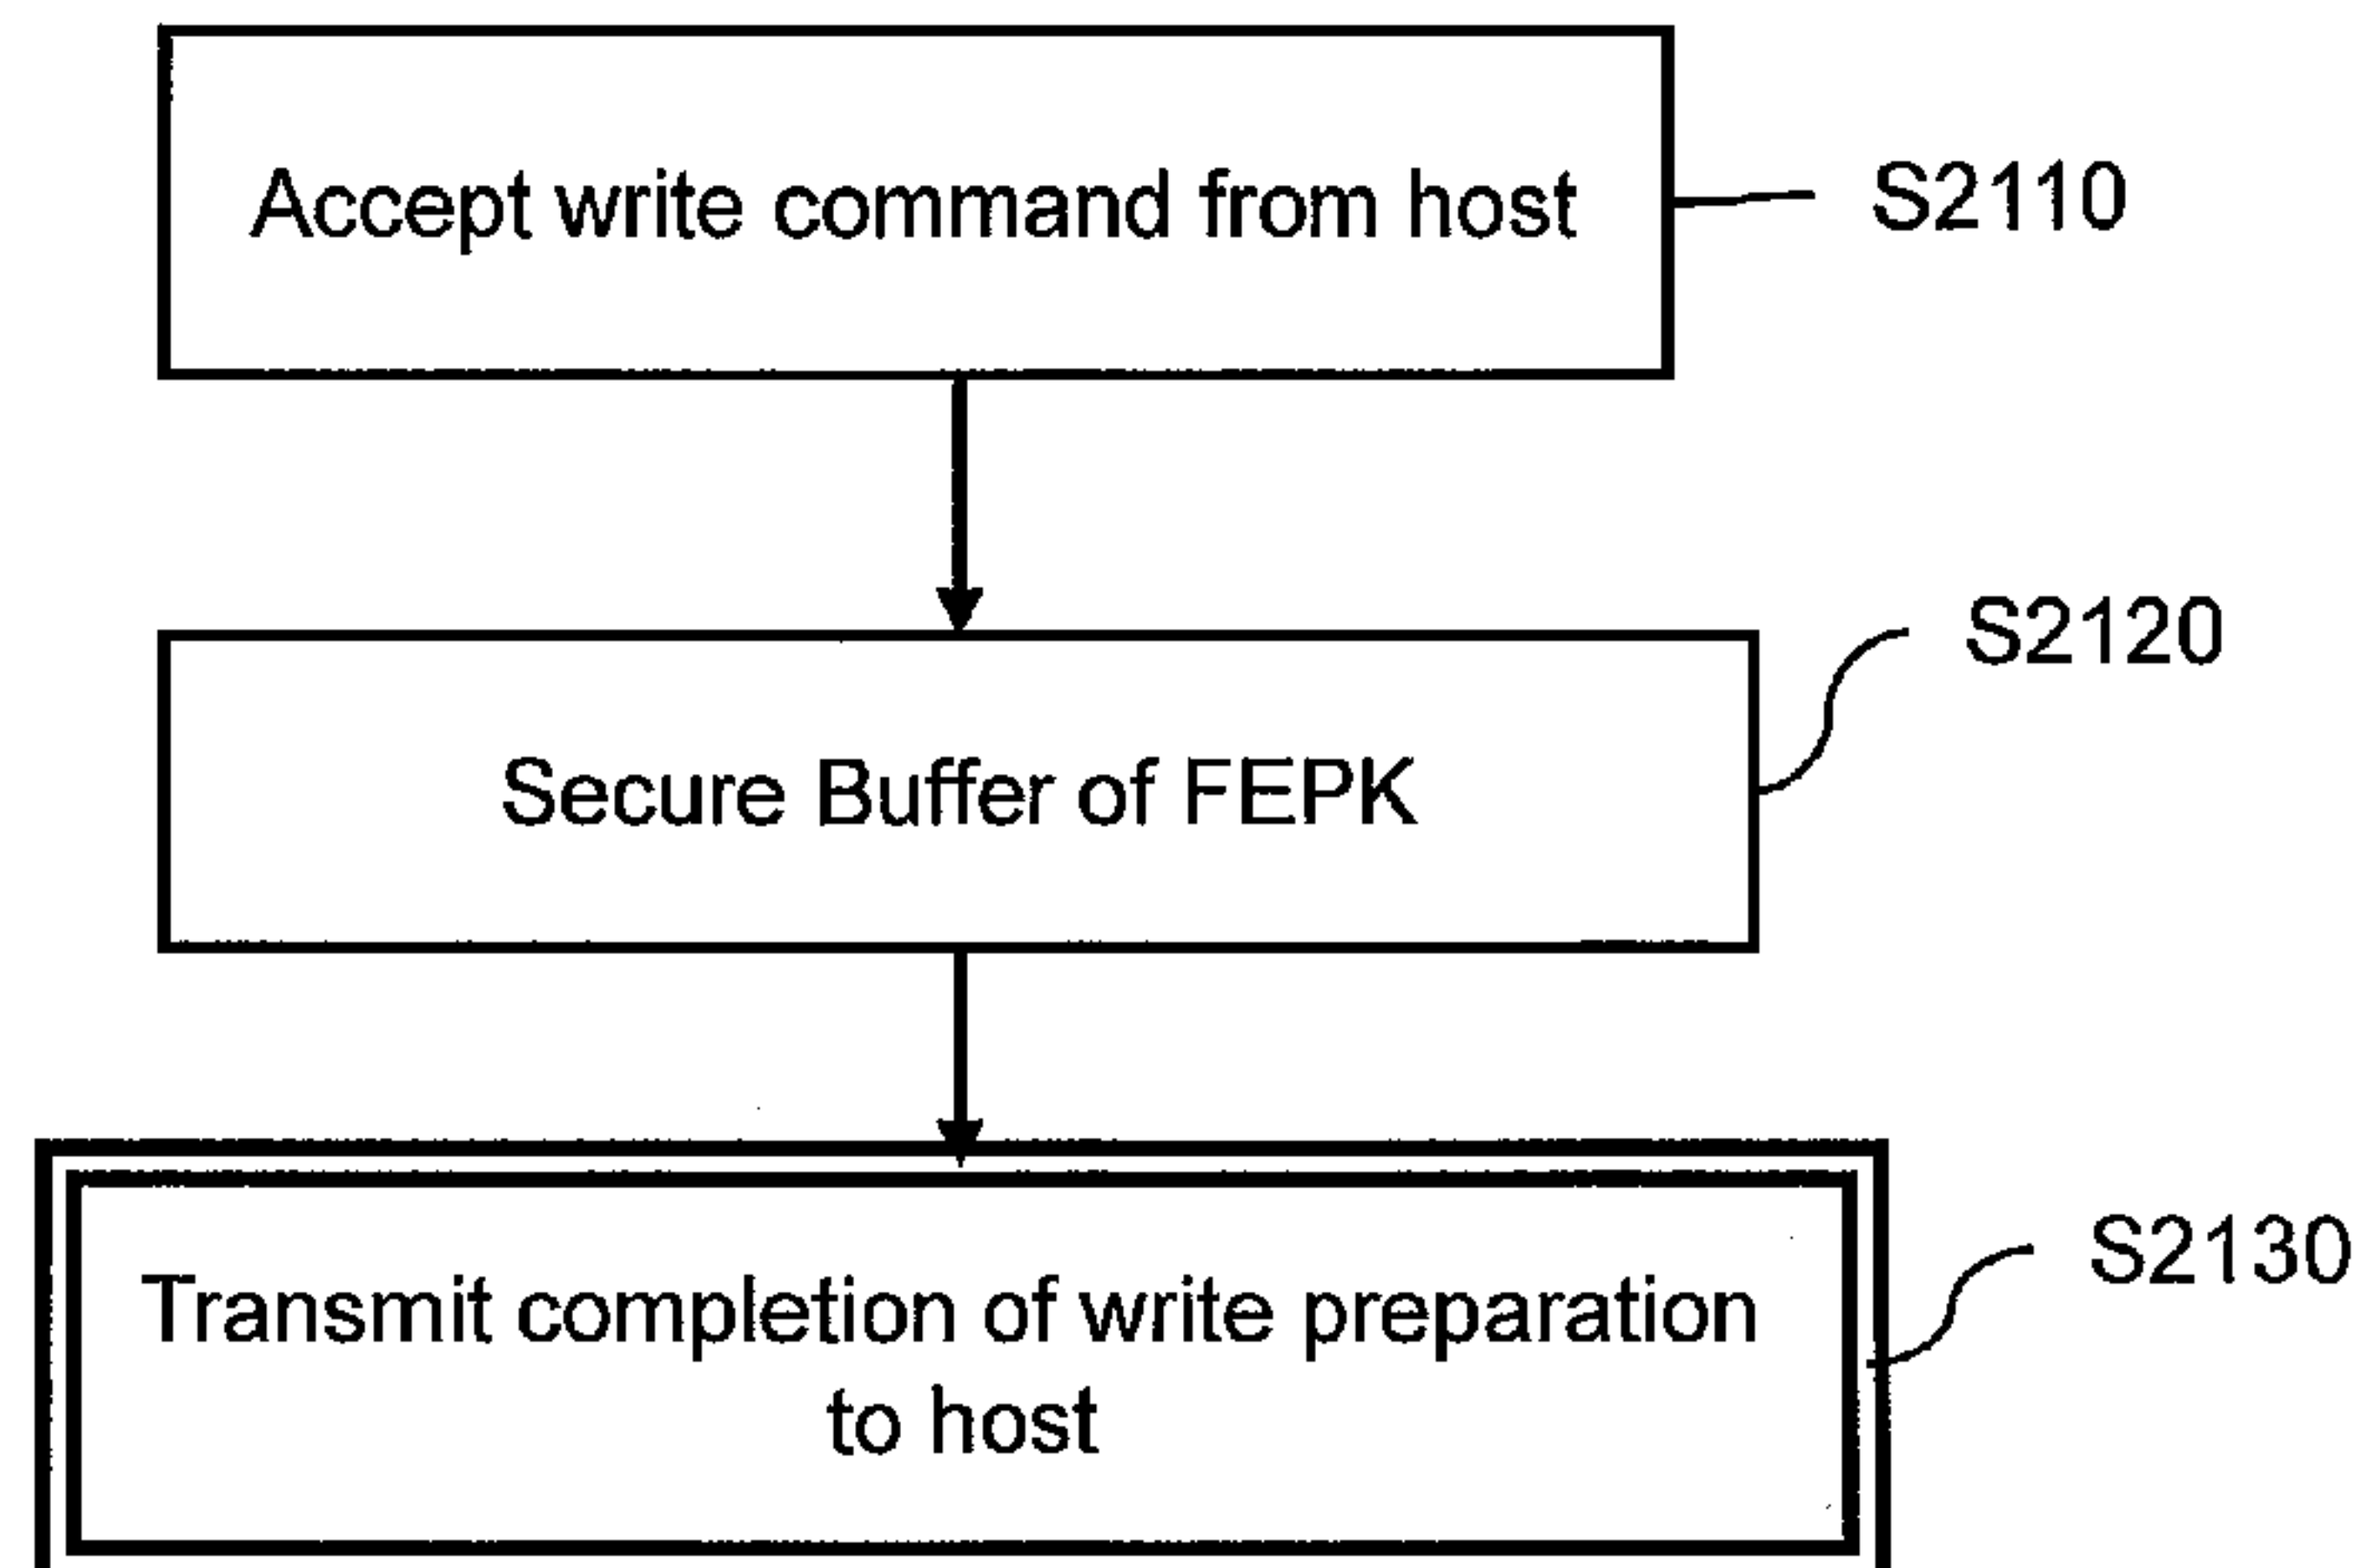 Accept write command from host
S2110
S2120
Secure Buffer of FEPK
S2130
Transmit completion of write preparation
to host